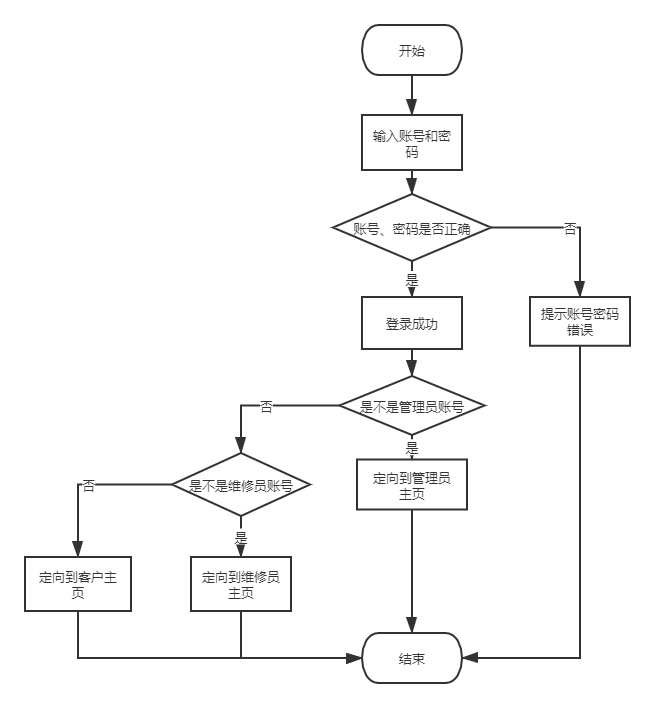 开始
输入账号和密
码
账号、密码是否正确
否
是
登录成功
提示账号密码
错误
是不是管理员账号
否
是
定向到管理员
主页
是不是维修员账号
否
是
定向到客户主
页
定向到维修员
主页
结束